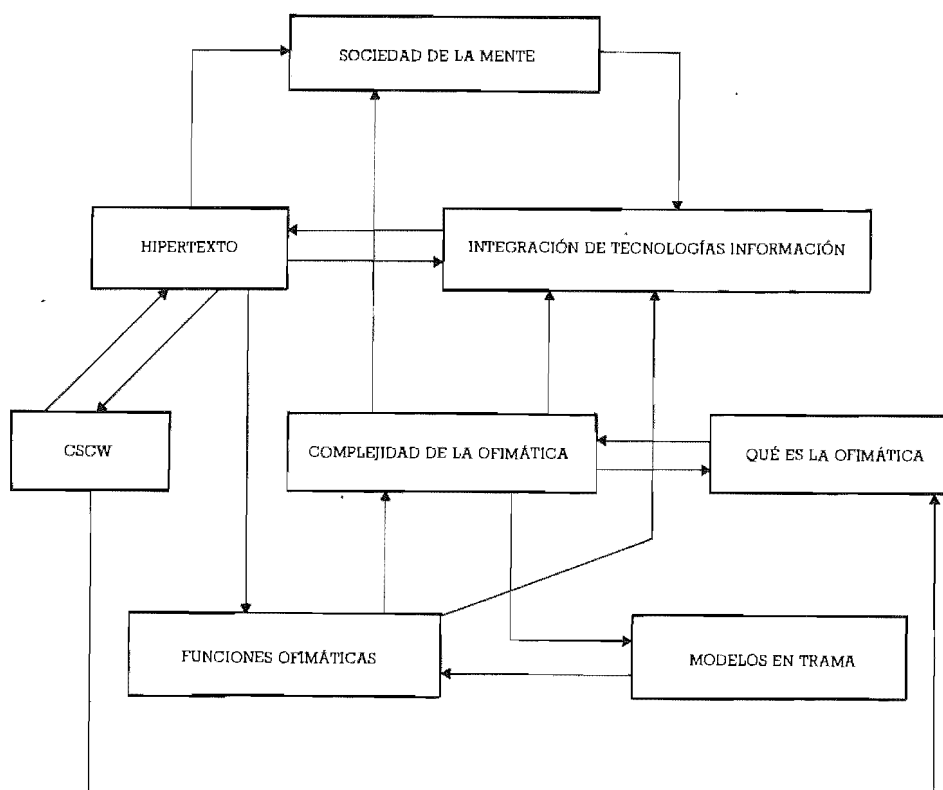 SOCIEDAD DE LA MENTE
HIPERTEXTO
INTEGRACIÓN DE TECNOLOGÍAS INFORMACIÓN
CSCW
COMPLEJIDAD DE LA OFIMÁTICA
QUÉ ES LA OFIMÁTICA
FUNCIONES OFIMÁTICAS
MODELOS EN TRAMA